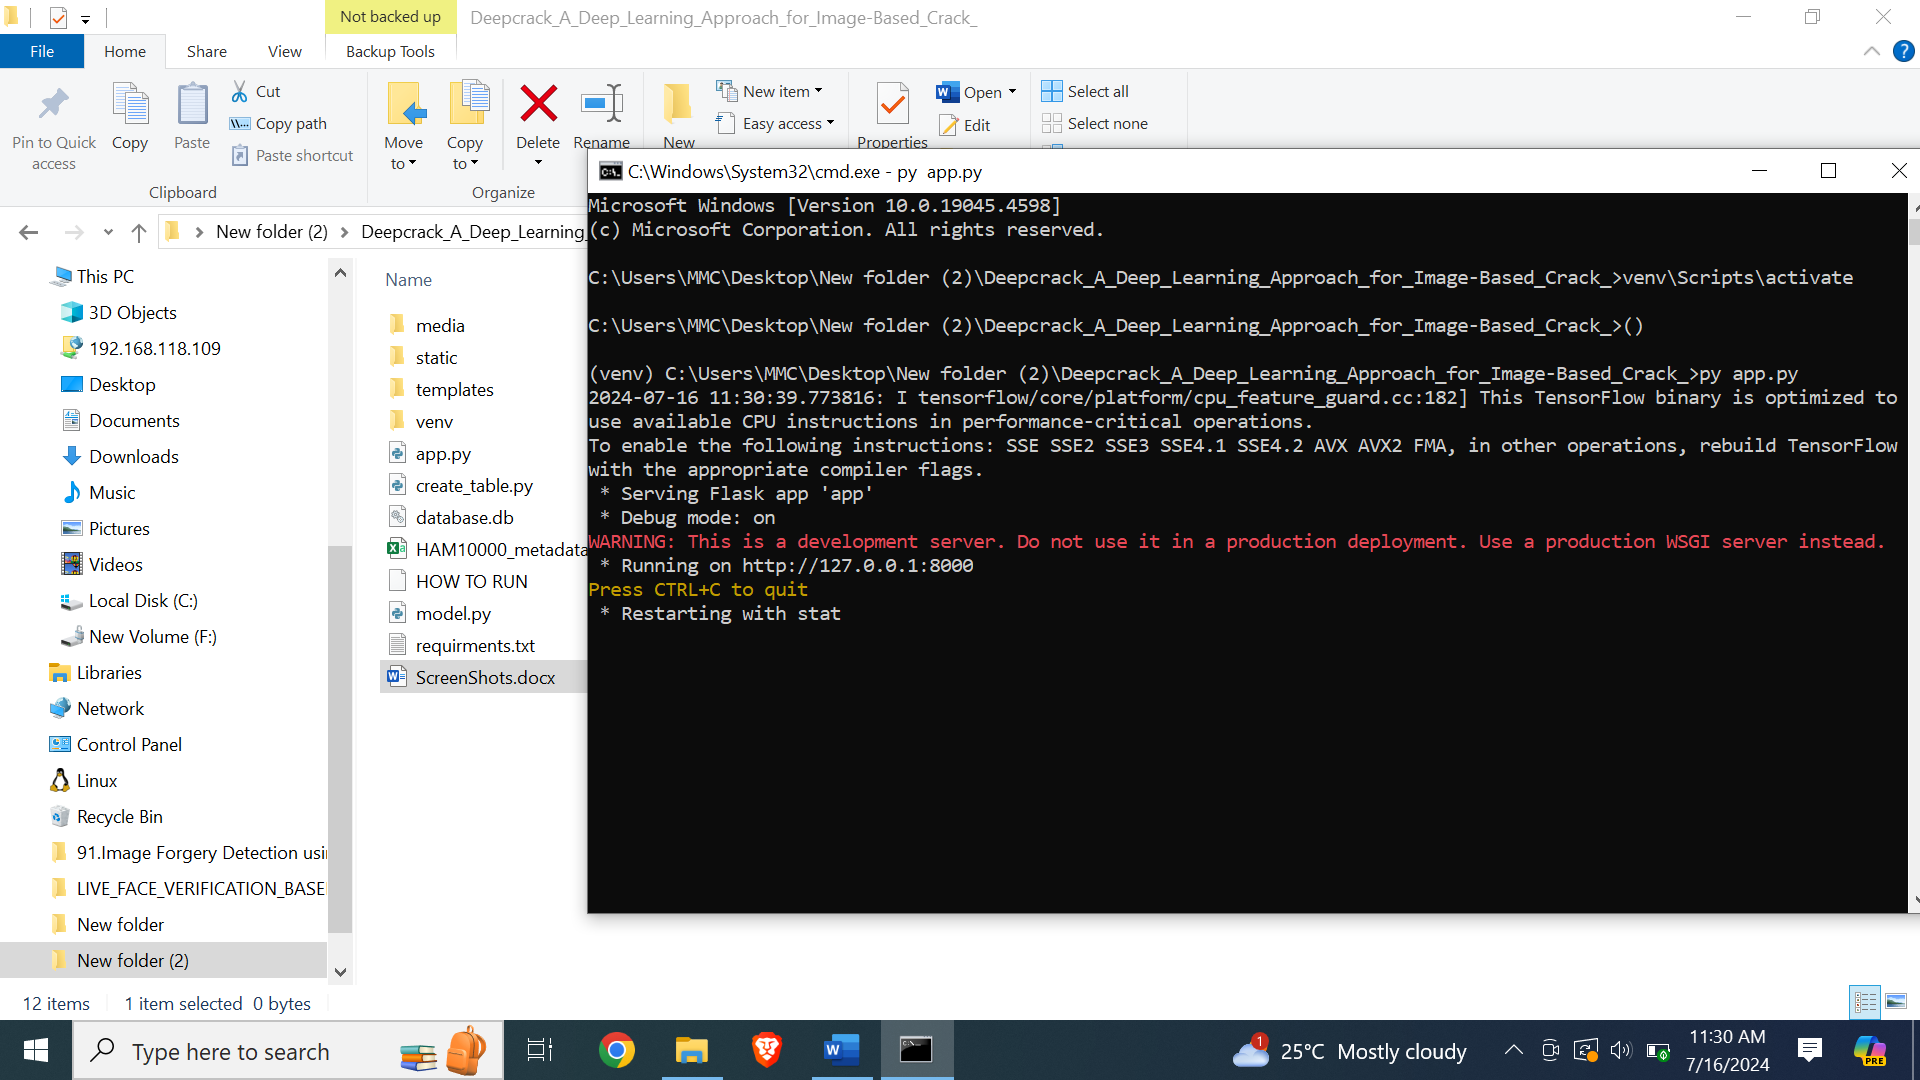 Not backed up
Deepcrack_A_Deep_Learning_Approach_for_Image-Based_Crack_
File
Home
Share
View
Backup Tools
Pin to Quick access
Copy
Paste
Cut
Copy path
Paste shortcut
Clipboard
Move to
Copy to
Delete
Rename
Organize
New
New item
Easy access
Properties
Open
Edit
Select all
Select none
New folder (2)
Deepcrack_A_Deep_Learning_
This PC
3D Objects
192.168.118.109
Desktop
Documents
Downloads
Music
Pictures
Videos
Local Disk (C:)
New Volume (F:)
Libraries
Network
Control Panel
Linux
Recycle Bin
91.Image Forgery Detection usi
LIVE_FACE_VERIFICATION_BASE
New folder
New folder (2)
Name
media
static
templates
venv
app.py
create_table.py
database.db
HAM10000_metadata
HOW TO RUN
model.py
requirments.txt
ScreenShots.docx
C:\Windows\System32\cmd.exe - py  app.py
Microsoft Windows [Version 10.0.19045.4598]
(c) Microsoft Corporation. All rights reserved.
C:\Users\MMC\Desktop\New folder (2)\Deepcrack_A_Deep_Learning_Approach_for_Image-Based_Crack_>venv\Scripts\activate
C:\Users\MMC\Desktop\New folder (2)\Deepcrack_A_Deep_Learning_Approach_for_Image-Based_Crack_>()
(venv) C:\Users\MMC\Desktop\New folder (2)\Deepcrack_A_Deep_Learning_Approach_for_Image-Based_Crack_>py app.py
2024-07-16 11:30:39.773816: I tensorflow/core/platform/cpu_feature_guard.cc:182] This TensorFlow binary is optimized to
use available CPU instructions in performance-critical operations.
To enable the following instructions: SSE SSE2 SSE3 SSE4.1 SSE4.2 AVX AVX2 FMA, in other operations, rebuild TensorFlow
with the appropriate compiler flags.
* Serving Flask app 'app'
* Debug mode: on
WARNING: This is a development server. Do not use it in a production deployment. Use a production WSGI server instead.
* Running on http://127.0.0.1:8000
Press CTRL+C to quit
* Restarting with stat
12 items
1 item selected 0 bytes
Type here to search
1
25°C Mostly cloudy
11:30 AM
7/16/2024
PRE